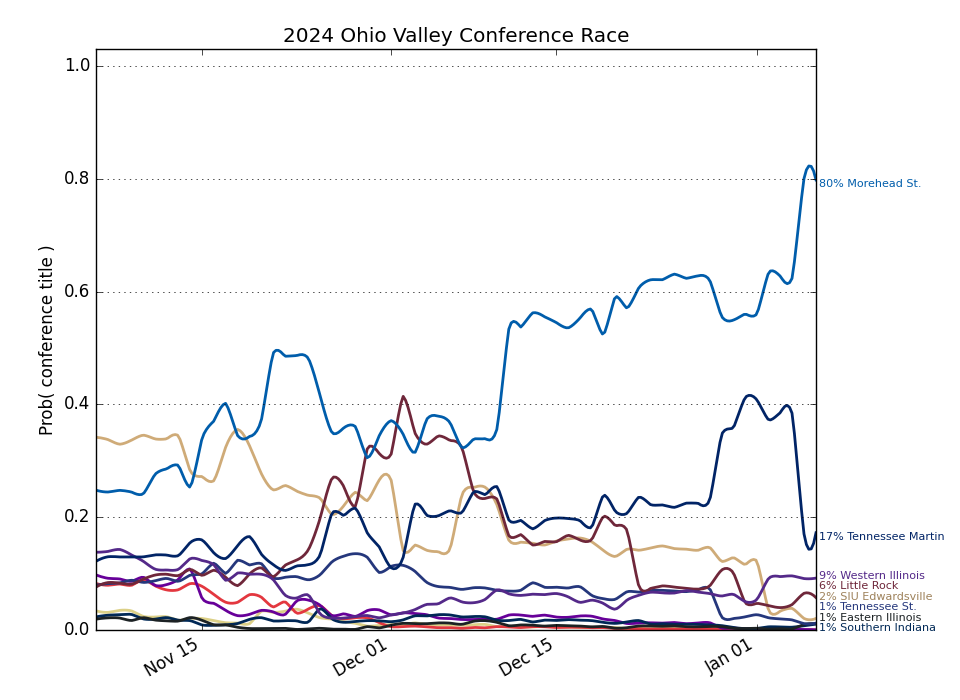 2024 Ohio Valley Conference Race
Prob( conference title )
1.0
0.8
0.6
0.4
0.2
0.0
80% Morehead St.
17% Tennessee Martin
9% Western Illinois
6% Little Rock
2% SIU Edwardsville
1% Tennessee St.
1% Eastern Illinois
1% Southern Indiana
Nov 15
Dec 01
Dec 15
Jan 01